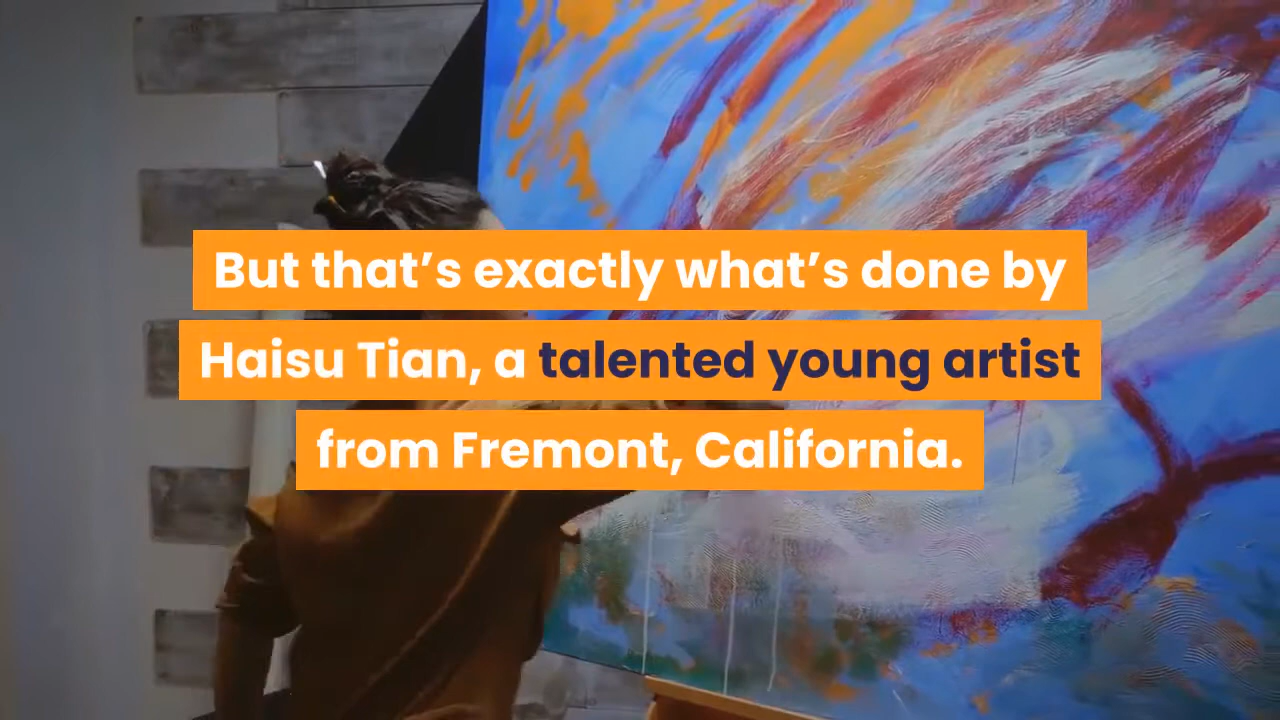 But that’s exactly what’s done by
Haisu Tian, a talented young artist
from Fremont, California.